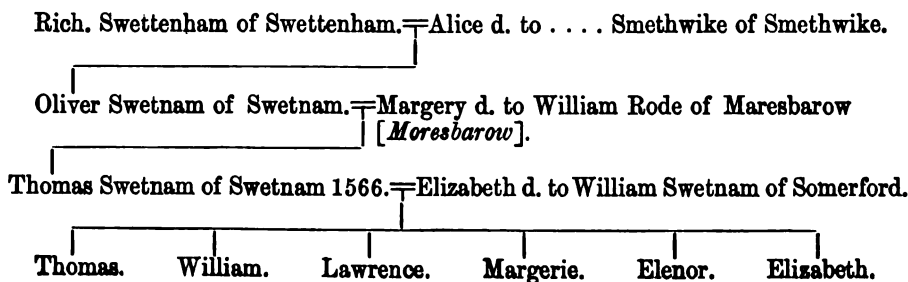 Rich. Swettenham of Swettenham.=Alice d. to . . . . Smethwike of Smethwike.
Oliver Swetnam of Swetnam.=Margery d. to William Rode of Maresbarow
[Moresbarow].
Thomas Swetnam of Swetnam 1566.=Elizabeth d. to William Swetnam of Somerford.
Thomas. William. Lawrence. Margerie. Elenor. Elizabeth.